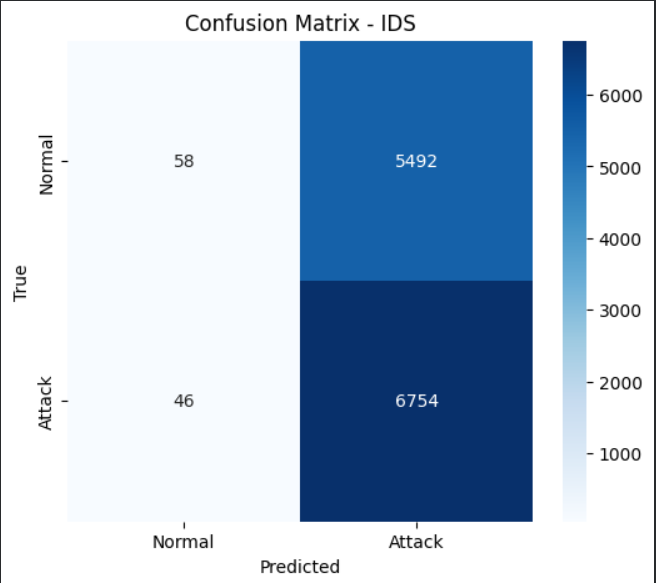 Confusion Matrix - IDS
6000
5000
4000
3000
2000
1000
True
Normal
Attack
58
5492
46
6754
Normal
Attack
Predicted